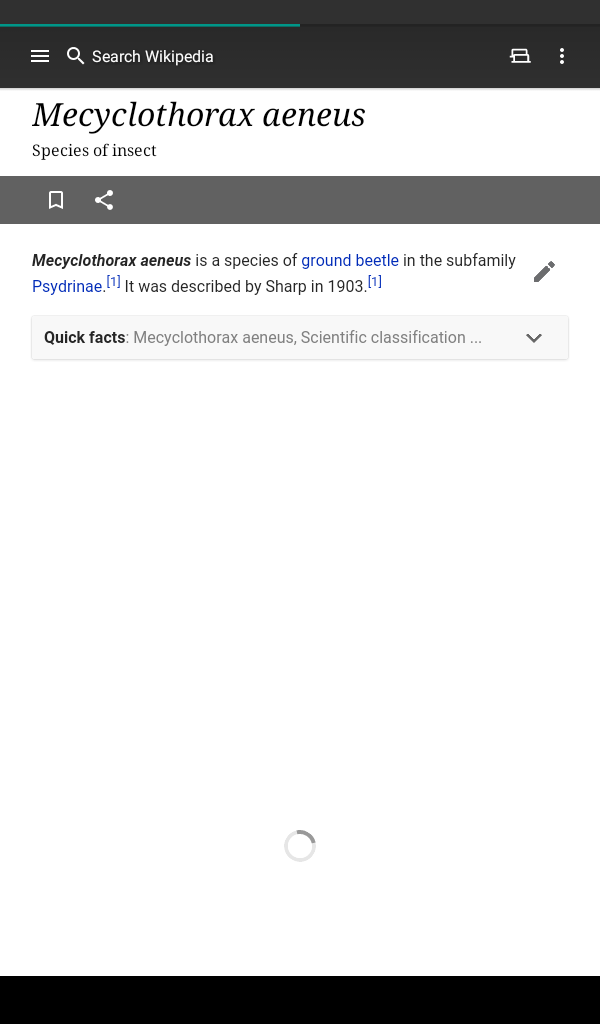 Search Wikipedia
Mecyclothorax aeneus
Species of insect
Mecyclothorax aeneus is a species of ground beetle in the subfamily
Psydrinae.[1] It was described by Sharp in 1903.[1]
Quick facts: Mecyclothorax aeneus, Scientific classification ...